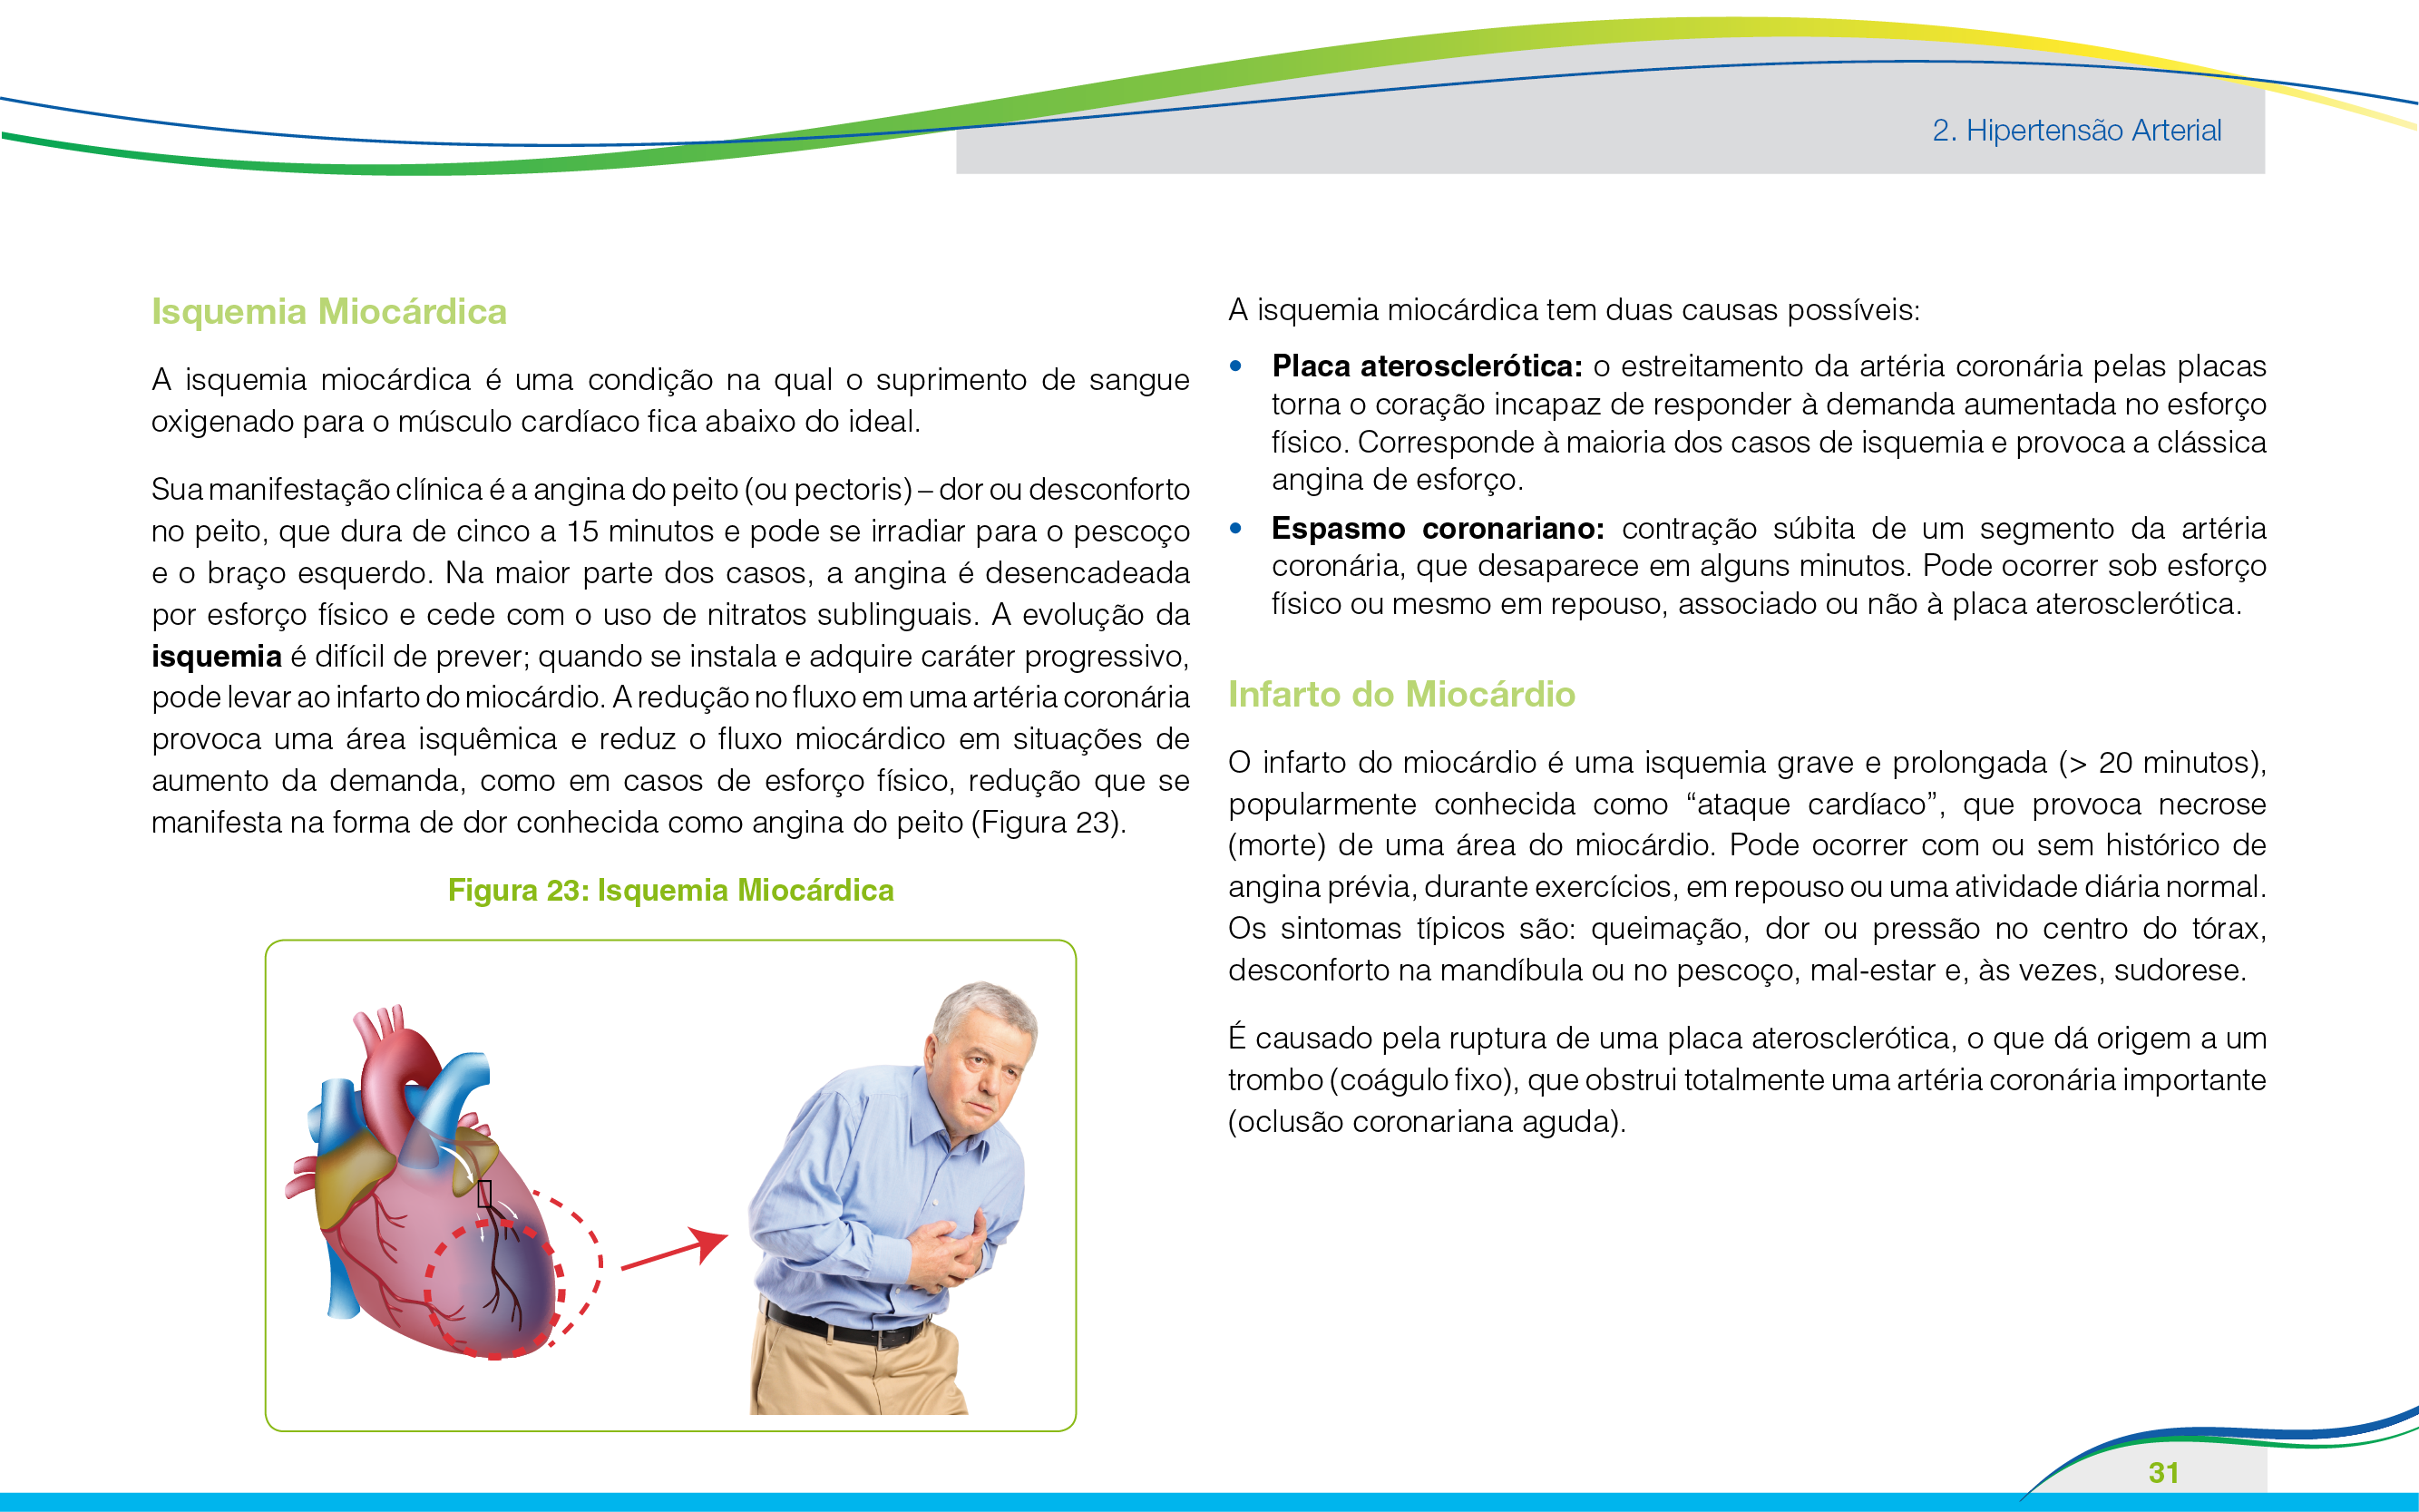 2. Hipertensão Arterial
Isquemia Miocárdica
A isquemia miocárdica é uma condição na qual o suprimento de sangue
oxigenado para o músculo cardíaco fica abaixo do ideal.
Sua manifestação clínica é a angina do peito (ou pectoris) – dor ou desconforto
no peito, que dura de cinco a 15 minutos e pode se irradiar para o pescoço
e o braço esquerdo. Na maior parte dos casos, a angina é desencadeada
por esforço físico e cede com o uso de nitratos sublinguais. A evolução da
isquemia é difícil de prever; quando se instala e adquire caráter progressivo,
pode levar ao infarto do miocárdio. A redução no fluxo em uma artéria coronária
provoca uma área isquêmica e reduz o fluxo miocárdico em situações de
aumento da demanda, como em casos de esforço físico, redução que se
manifesta na forma de dor conhecida como angina do peito (Figura 23).
Figura 23: Isquemia Miocárdica
A isquemia miocárdica tem duas causas possíveis:
• Placa aterosclerótica: o estreitamento da artéria coronária pelas placas
torna o coração incapaz de responder à demanda aumentada no esforço
físico. Corresponde à maioria dos casos de isquemia e provoca a clássica
angina de esforço.
• Espasmo coronariano: contração súbita de um segmento da artéria
coronária, que desaparece em alguns minutos. Pode ocorrer sob esforço
físico ou mesmo em repouso, associado ou não à placa aterosclerótica.
Infarto do Miocárdio
O infarto do miocárdio é uma isquemia grave e prolongada (> 20 minutos),
popularmente conhecida como “ataque cardíaco”, que provoca necrose
(morte) de uma área do miocárdio. Pode ocorrer com ou sem histórico de
angina prévia, durante exercícios, em repouso ou uma atividade diária normal.
Os sintomas típicos são: queimação, dor ou pressão no centro do tórax,
desconforto na mandíbula ou no pescoço, mal-estar e, às vezes, sudorese.
É causado pela ruptura de uma placa aterosclerótica, o que dá origem a um
trombo (coágulo fixo), que obstrui totalmente uma artéria coronária importante
(oclusão coronariana aguda).
31